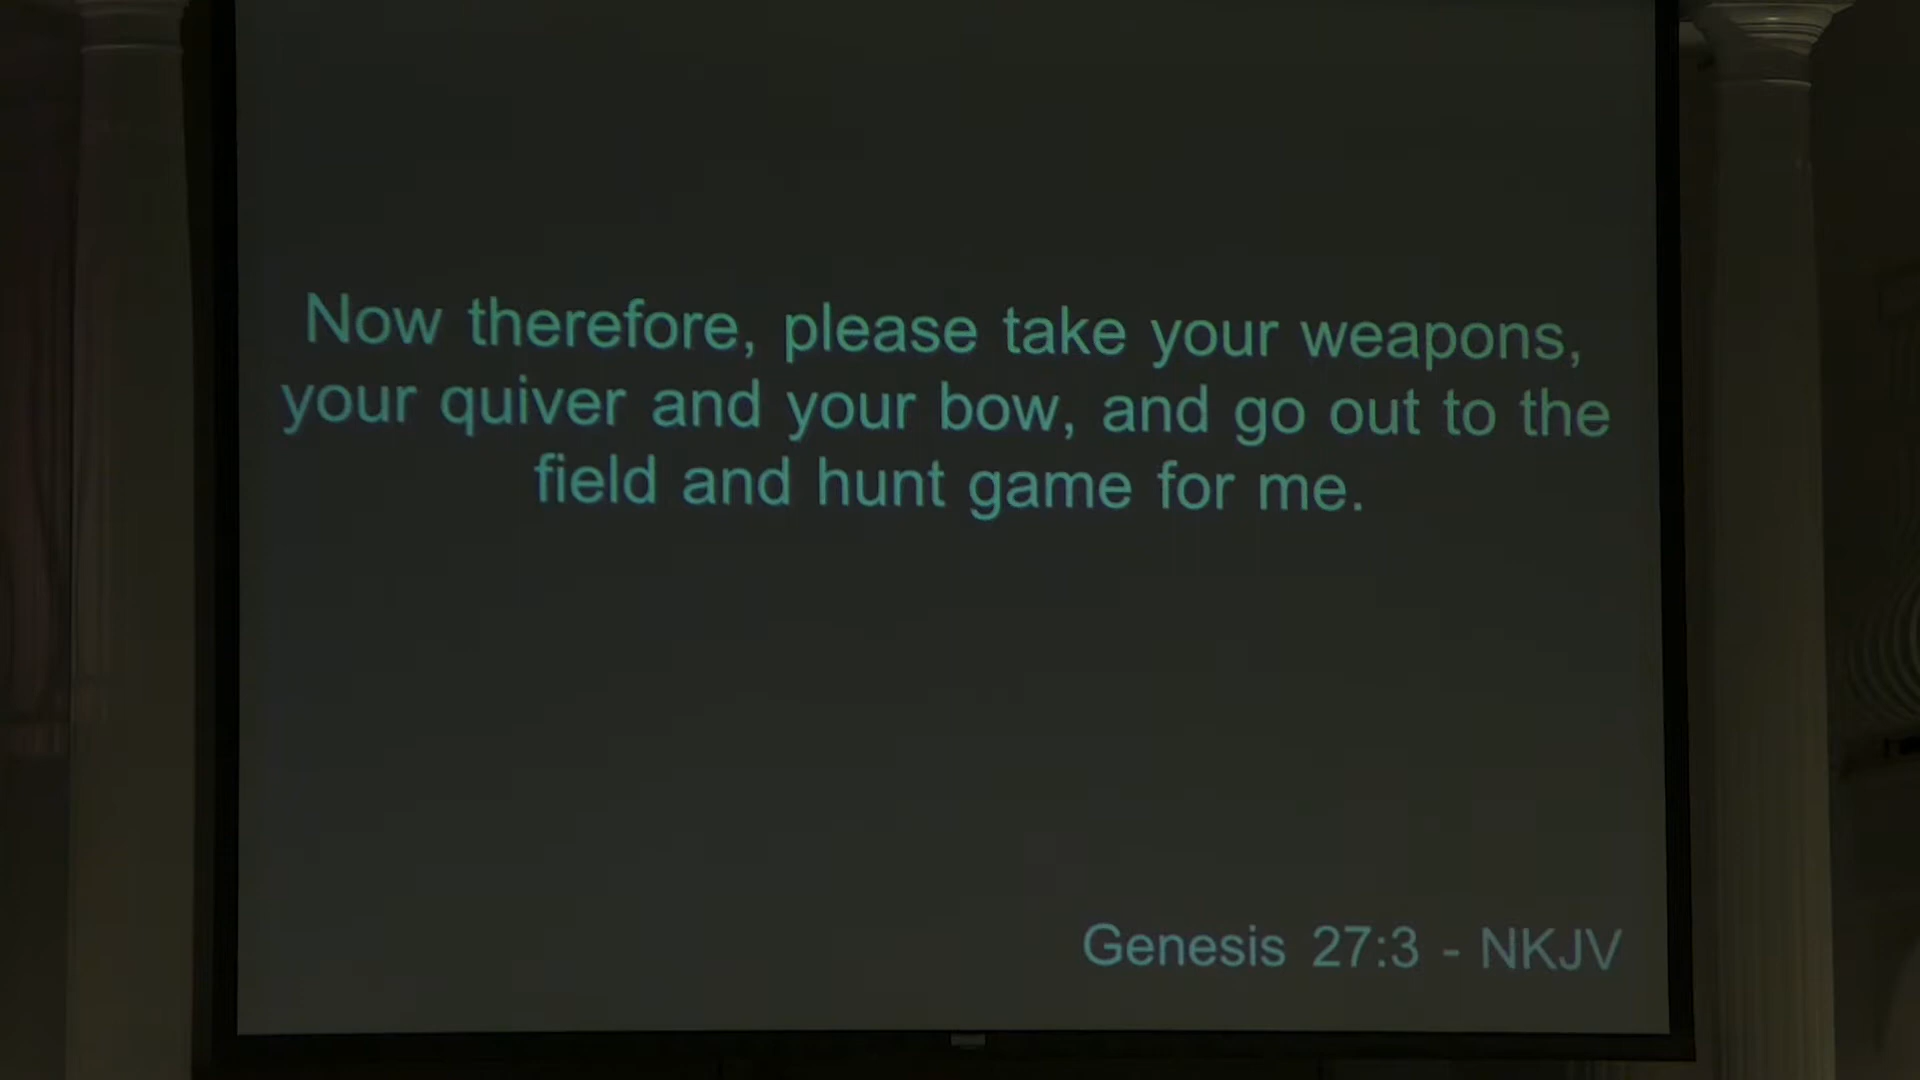 Now therefore, please take your weapons,
your quiver and your bow, and go out to the
field and hunt game for me.
Genesis 27:3 - NKJV